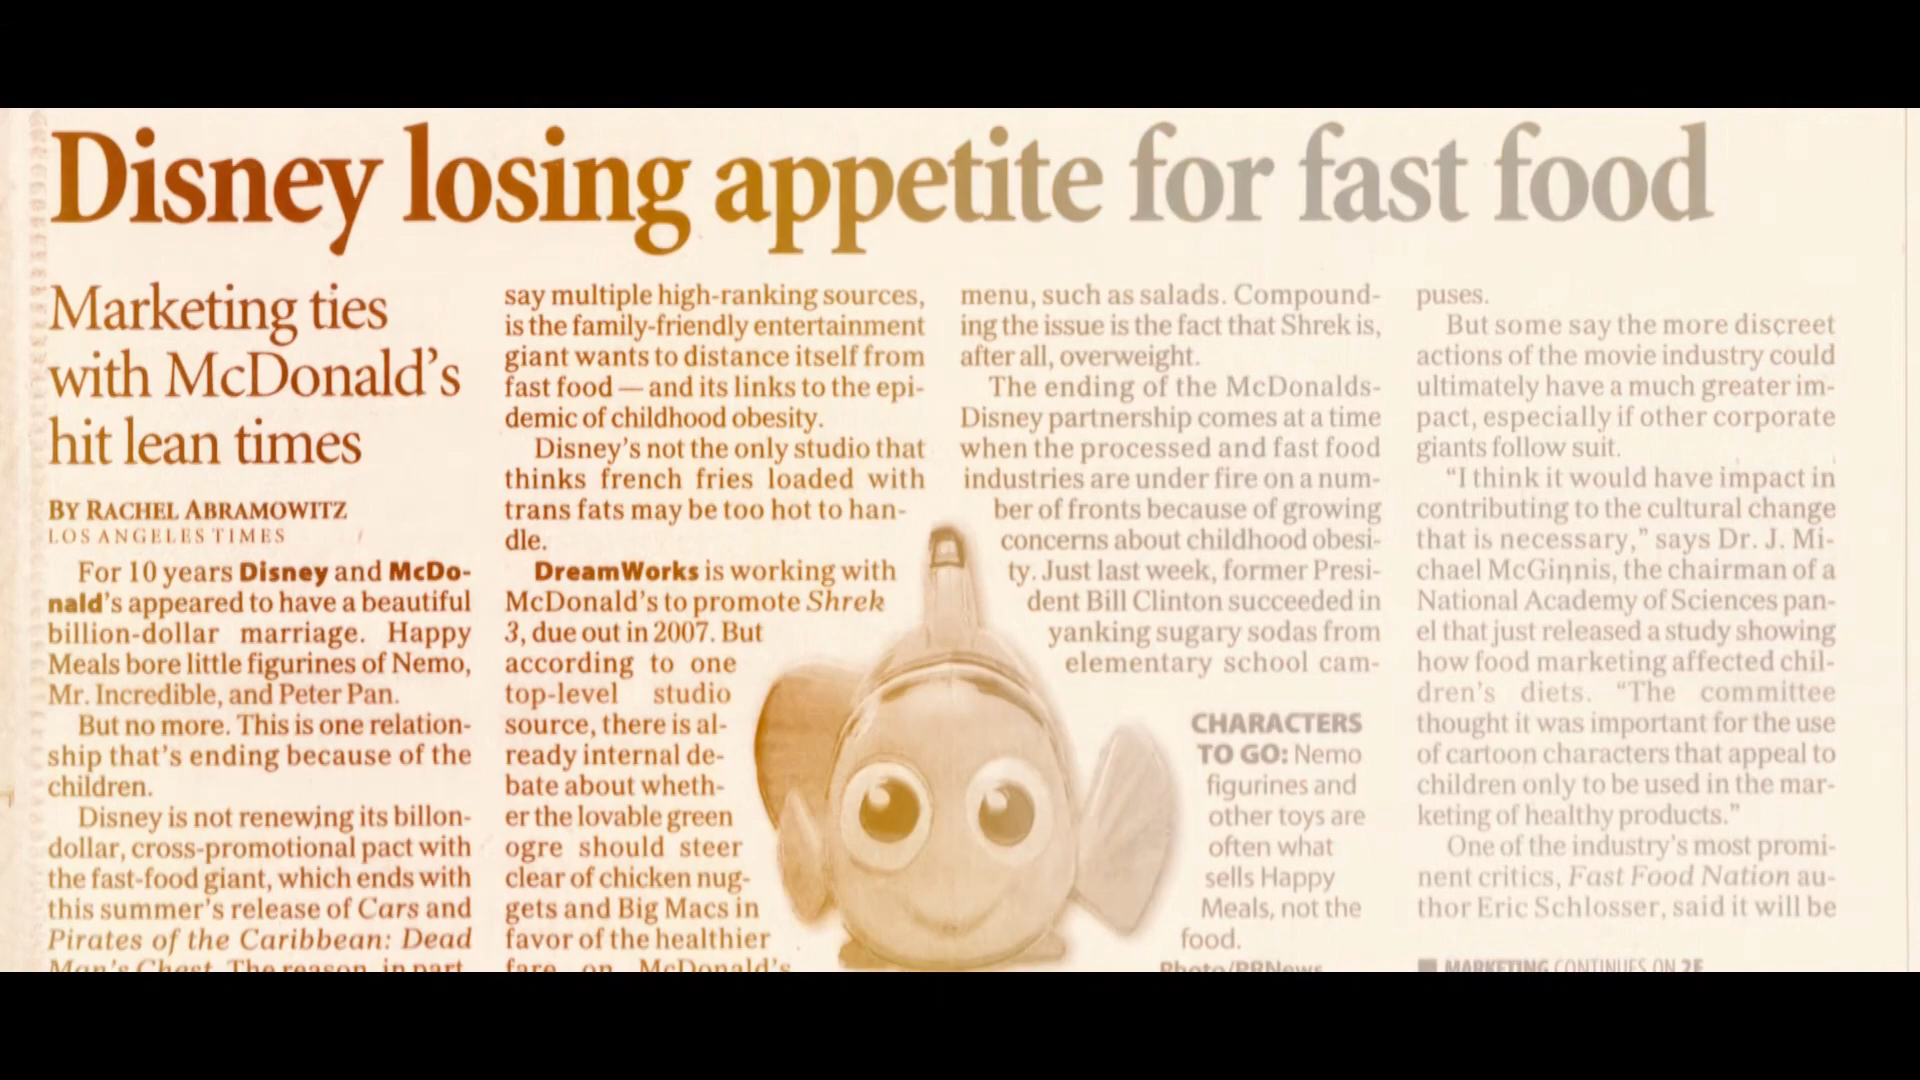 Disney losing appetite for fast food
Marketing ties
with McDonald's
hit lean times
BY RACHEL ABRAMOWITZ
LOS ANGELES TIMES
For 10 years Disney and McDo-
nald's appeared to have a beautiful
billion-dollar marriage. Happy
Meals bore little figurines of Nemo,
Mr. Incredible, and Peter Pan.
But no more. This is one relation-
ship that's ending because of the
children.
Disney is not renewing its billon-
dollar, cross-promotional pact with
the fast-food giant, which ends with
this summer's release of Cars and
Pirates of the Caribbean: Dead
Man's Chest. The reason, in part,
say multiple high-ranking sources,
is the family-friendly entertainment
giant wants to distance itself from
fast food — and its links to the epi-
demic of childhood obesity.
Disney's not the only studio that
thinks french fries loaded with
trans fats may be too hot to han-
dle.
DreamWorks is working with
McDonald's to promote Shrek
3, due out in 2007. But
according to one
top-level studio
source, there is al-
ready internal de-
bate about wheth-
er the lovable green
ogre should steer
clear of chicken nug-
gets and Big Macs in
favor of the healthier
fare on McDonald's
menu, such as salads. Compound-
ing the issue is the fact that Shrek is,
after all, overweight.
The ending of the McDonalds-
Disney partnership comes at a time
when the processed and fast food
industries are under fire on a num-
ber of fronts because of growing
concerns about childhood obesi-
ty. Just last week, former Presi-
dent Bill Clinton succeeded in
yanking sugary sodas from
elementary school cam-
CHARACTERS
TO GO: Nemo
figurines and
other toys are
often what
sells Happy
Meals, not the
food.
Photo/PRNews
puses.
But some say the more discreet
actions of the movie industry could
ultimately have a much greater im-
pact, especially if other corporate
giants follow suit.
"I think it would have impact in
contributing to the cultural change
that is necessary," says Dr. J. Mi-
chael McGinnis, the chairman of a
National Academy of Sciences pan-
el that just released a study showing
how food marketing affected chil-
dren's diets. "The committee
thought it was important for the use
of cartoon characters that appeal to
children only to be used in the mar-
keting of healthy products."
One of the industry's most promi-
nent critics, Fast Food Nation au-
thor Eric Schlosser, said it will be
MARKETING CONTINUES ON 2E